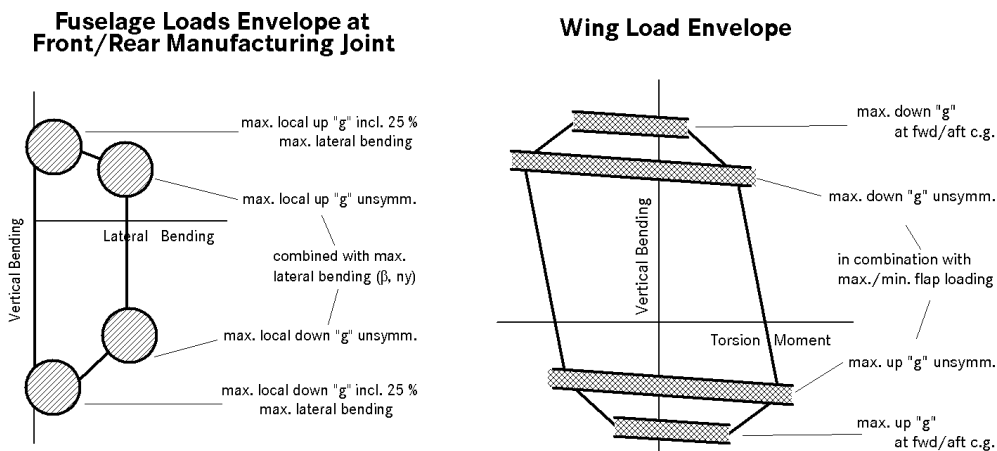 Fuselage Loads Envelope at
Front/Rear Manufacturing Joint
max. local up "g" incl. 25 %
max. lateral bending
max. local up "g" unsymm.
Lateral Bending
Vertical Bending
combined with max.
lateral bending (β, ny)
max. local down "g" unsymm.
max. local down "g" incl. 25 %
max. lateral bending
Wing Load Envelope
max. down "g"
at fwd/aft c.g.
max. down "g" unsymm.
Vertical Bending
in combination with
max./min. flap loading
Torsion Moment
max. up "g" unsymm.
max. up "g"
at fwd/aft c.g.